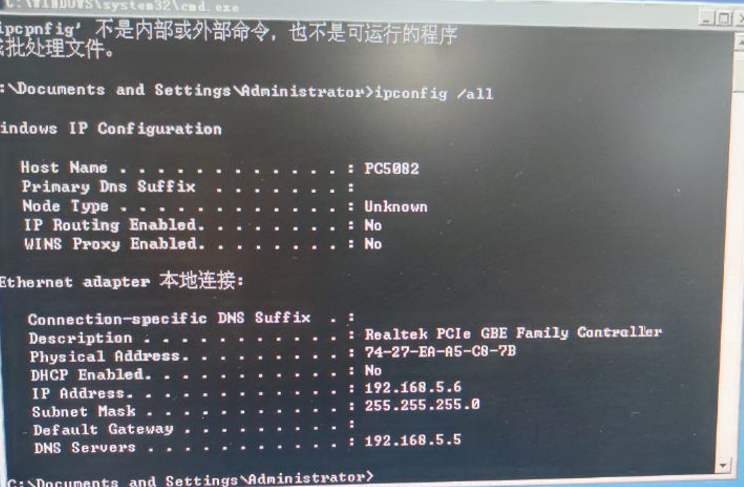 C:\WINDOWS\system32\cmd.exe
ipcpnfig' 不是内部或外部命令，也不是可运行的程序
或批处理文件。
:\Documents and Settings\Administrator>ipconfig /all
indows IP Configuration
Host Name . . . . . . . . . . . . : PC5082
Primary Dns Suffix . . . . . . . :
Node Type . . . . . . . . . . . . : Unknown
IP Routing Enabled. . . . . . . . : No
WINS Proxy Enabled. . . . . . . . : No
Ethernet adapter 本地连接:
Connection-specific DNS Suffix . :
Description . . . . . . . . . . . : Realtek PCIe GBE Family Controller
Physical Address. . . . . . . . . : 74-27-EA-A5-C8-7B
DHCP Enabled. . . . . . . . . . . : No
IP Address. . . . . . . . . . . . : 192.168.5.6
Subnet Mask . . . . . . . . . . . : 255.255.255.0
Default Gateway . . . . . . . . . :
DNS Servers . . . . . . . . . . . : 192.168.5.5
C:\Documents and Settings\Administrator>